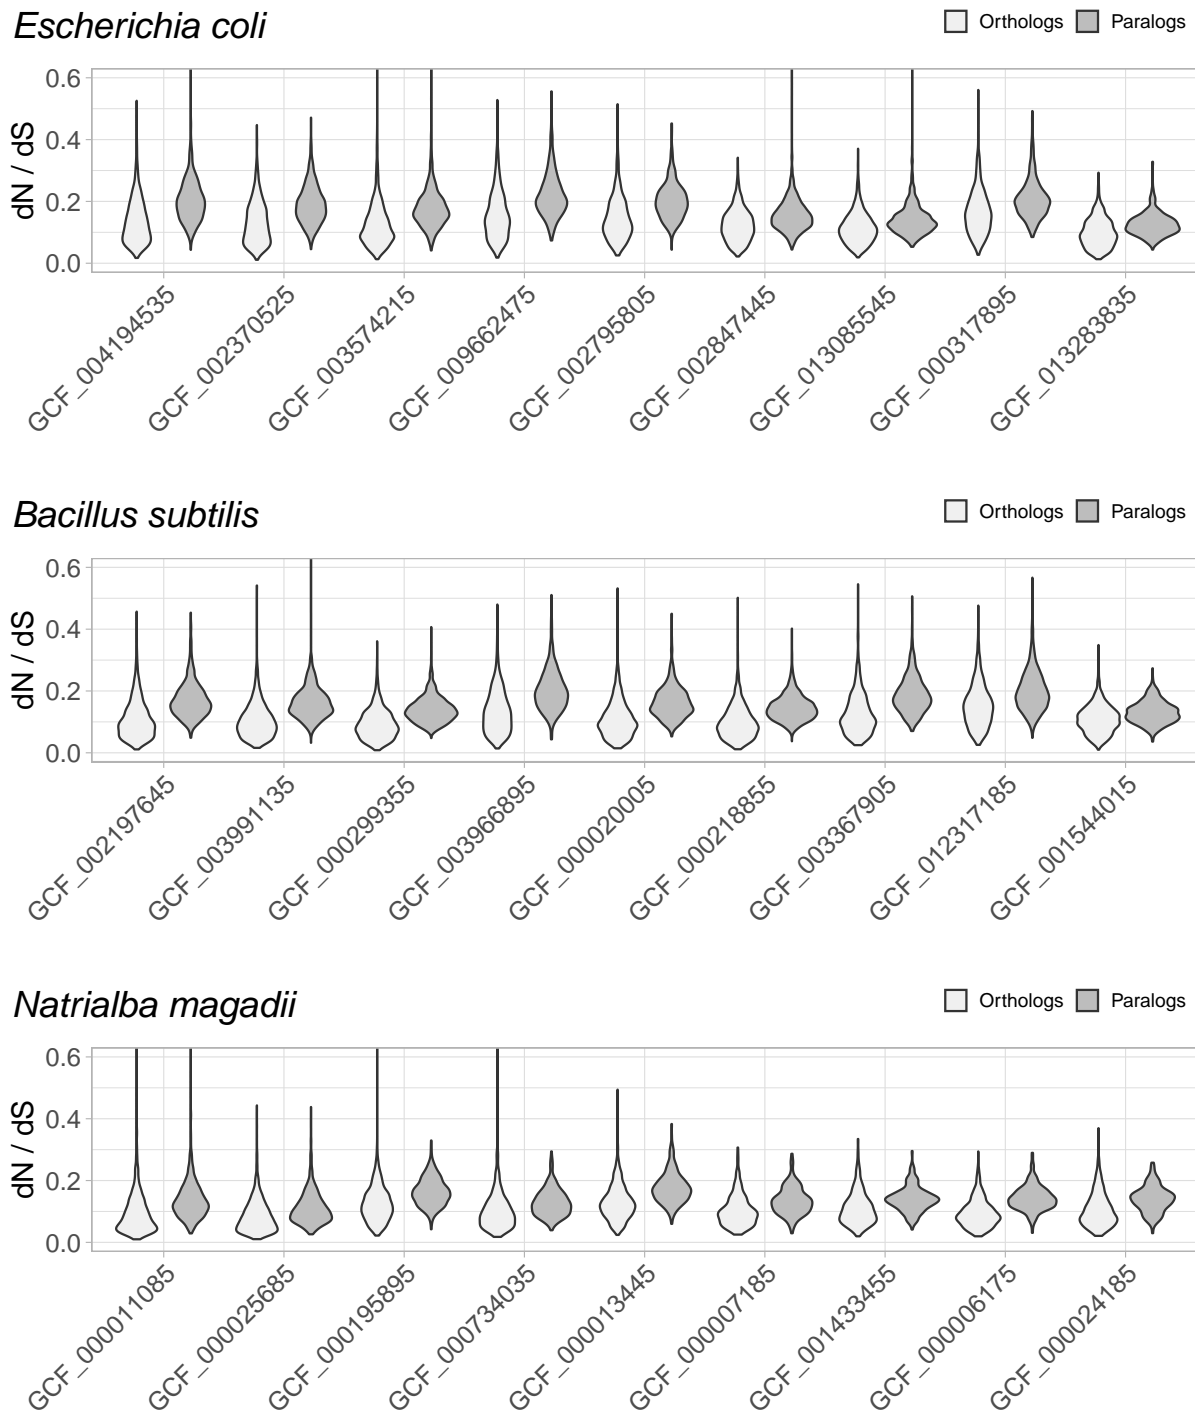 Escherichia coli
Orthologs Paralogs
dN / dS
0.6
0.4
0.2
0.0
GCF_004194535
GCF_002370525
GCF_003574215
GCF_009662475
GCF_002795805
GCF_002847445
GCF_013085545
GCF_000317895
GCF_013283835
Bacillus subtilis
Orthologs Paralogs
dN / dS
0.6
0.4
0.2
0.0
GCF_002197645
GCF_003991135
GCF_000299355
GCF_003966895
GCF_000020005
GCF_000218855
GCF_003367905
GCF_012317185
GCF_001544015
Natrialba magadii
Orthologs Paralogs
dN / dS
0.6
0.4
0.2
0.0
GCF_000011085
GCF_000025685
GCF_000195895
GCF_000734035
GCF_000013445
GCF_000007185
GCF_001433455
GCF_000006175
GCF_000024185